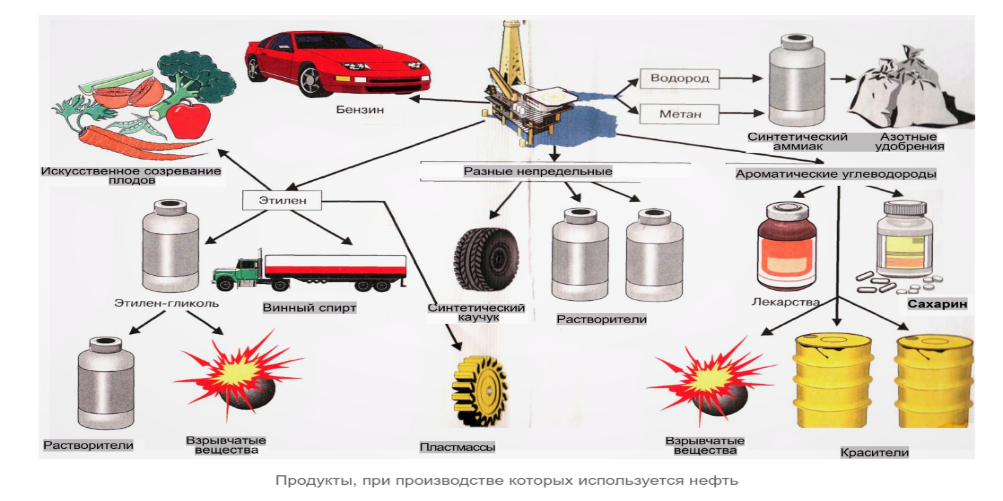 Бензин
Водород
Метан
Синтетический
аммиак
Азотные
удобрения
Искусственное созревание
плодов
Разные непредельные
Ароматические углеводороды
Этилен
Этилен-гликоль
Винный спирт
Синтетический
каучук
Растворители
Лекарства
Сахарин
Растворители
Взрывчатые
вещества
Пластмассы
Взрывчатые
вещества
Красители
Продукты, при производстве которых используется нефть